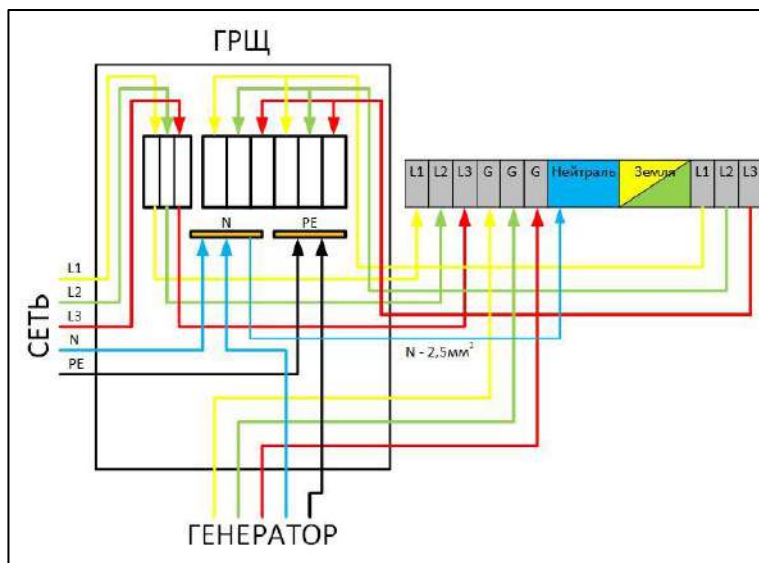 ГРЩ
L1 L2 L3 G G G Нейтраль Земля L1 L2 L3
N PE
СЕТЬ
L1
L2
L3
N
PE
N - 2,5мм²
ГЕНЕРАТОР